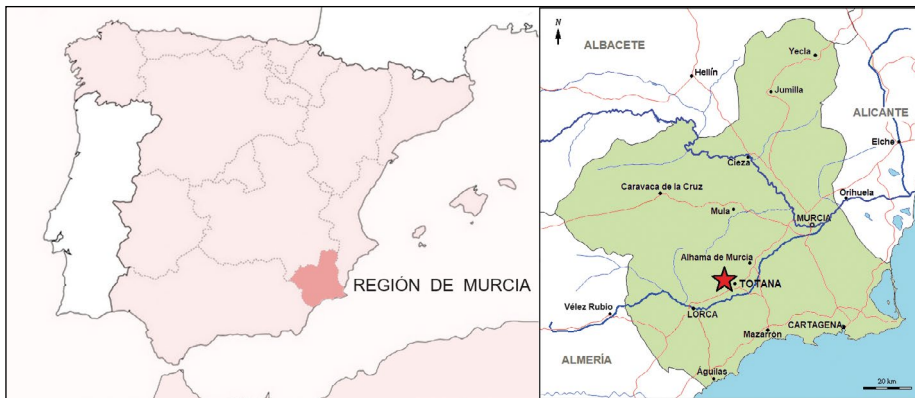 REGIÓN DE MURCIA
N
ALBACETE
Yecla
Hellín
Jumilla
ALICANTE
Elche
Cieza
Caravaca de la Cruz
Orihuela
Mula
MURCIA
Alhama de Murcia
TOTANA
Vélez Rubio
LORCA
CARTAGENA
Mazarrón
ALMERÍA
Águilas
20 km